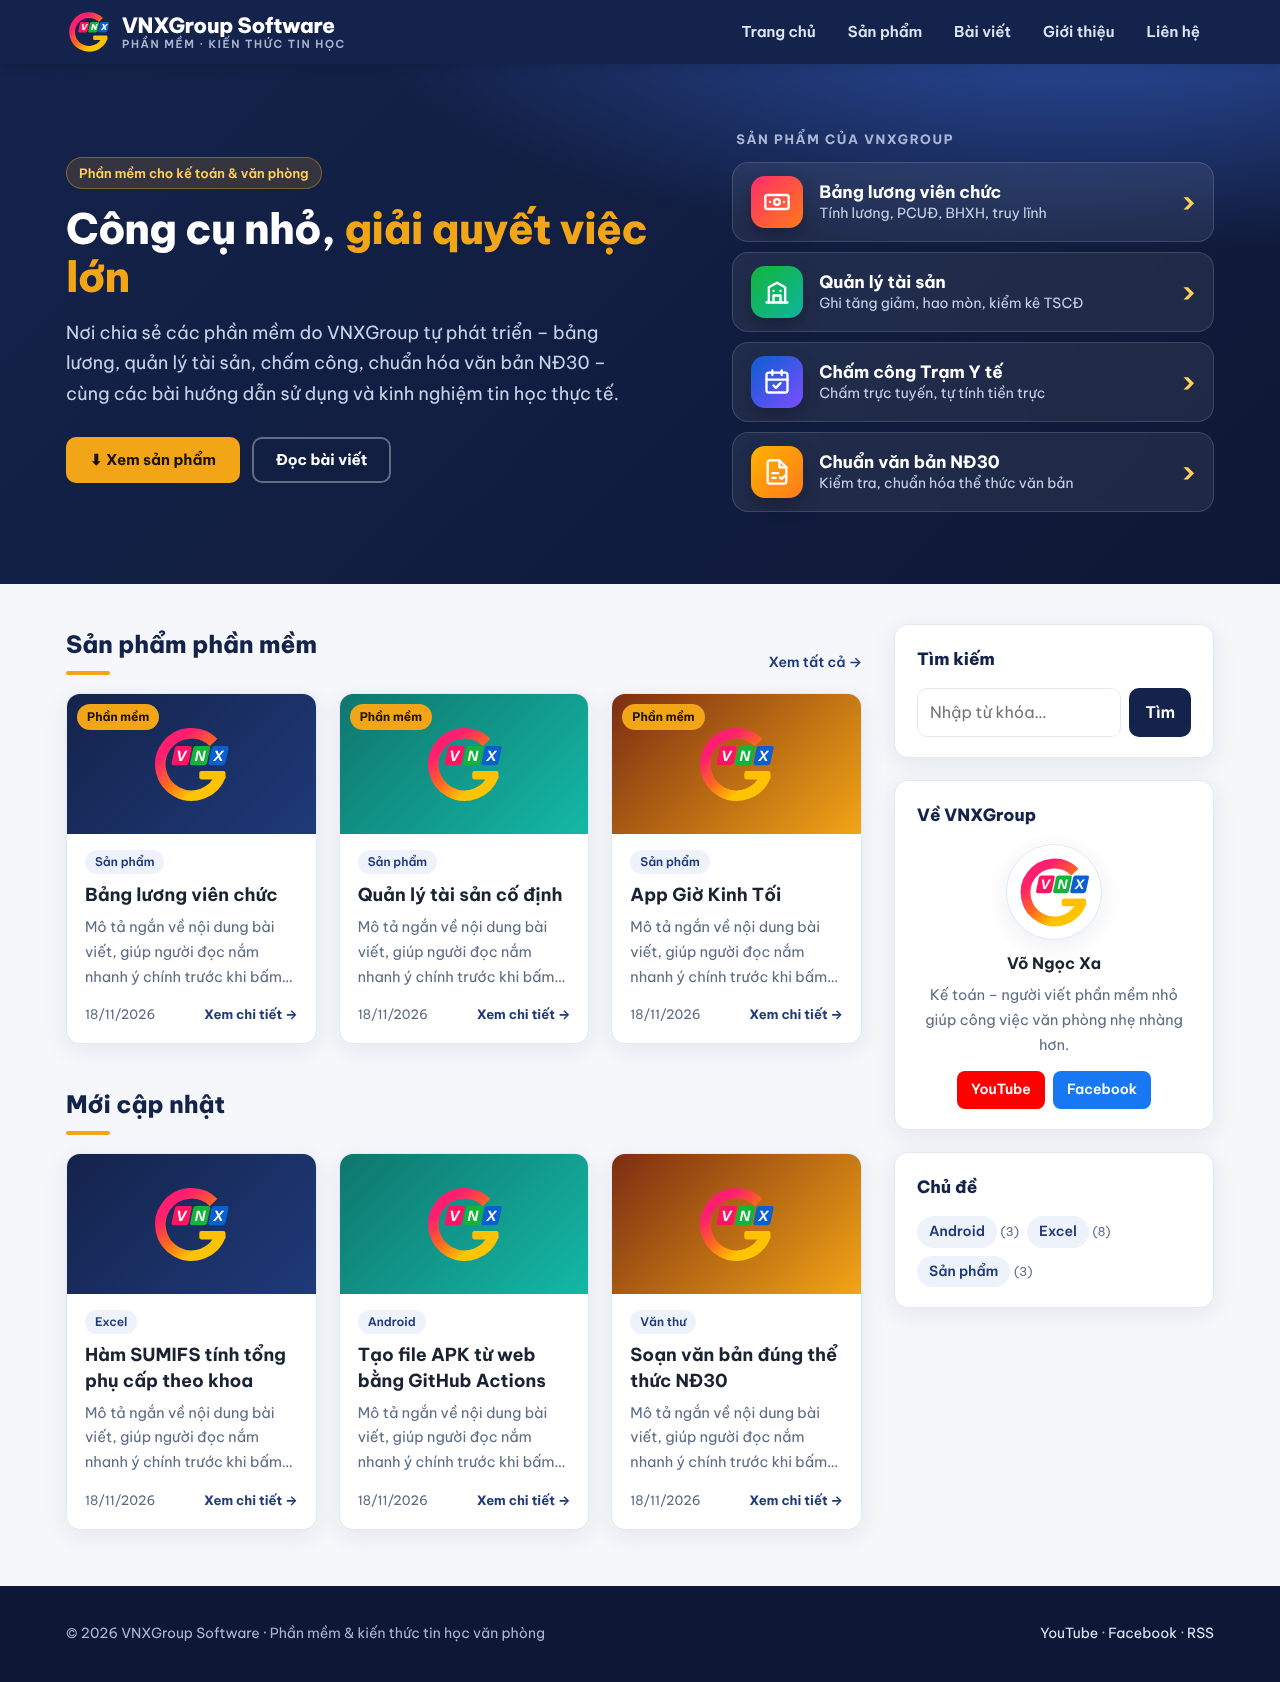 VNX
VNXGroup Software
PHẦN MỀM · KIẾN THỨC TIN HỌC
Trang chủ
Sản phẩm
Bài viết
Giới thiệu
Liên hệ
Phần mềm cho kế toán & văn phòng
Công cụ nhỏ, giải quyết việc
lớn
Nơi chia sẻ các phần mềm do VNXGroup tự phát triển – bảng
lương, quản lý tài sản, chấm công, chuẩn hóa văn bản NĐ30 –
cùng các bài hướng dẫn sử dụng và kinh nghiệm tin học thực tế.
⬇ Xem sản phẩm
Đọc bài viết
SẢN PHẨM CỦA VNXGROUP
Bảng lương viên chức
Tính lương, PCUĐ, BHXH, truy lĩnh
Quản lý tài sản
Ghi tăng giảm, hao mòn, kiểm kê TSCĐ
Chấm công Trạm Y tế
Chấm trực tuyến, tự tính tiền trực
Chuẩn văn bản NĐ30
Kiểm tra, chuẩn hóa thể thức văn bản
Sản phẩm phần mềm
Xem tất cả →
Phần mềm
VNX
Sản phẩm
Bảng lương viên chức
Mô tả ngắn về nội dung bài
viết, giúp người đọc nắm
nhanh ý chính trước khi bấm...
18/11/2026
Xem chi tiết →
Phần mềm
VNX
Sản phẩm
Quản lý tài sản cố định
Mô tả ngắn về nội dung bài
viết, giúp người đọc nắm
nhanh ý chính trước khi bấm...
18/11/2026
Xem chi tiết →
Phần mềm
VNX
Sản phẩm
App Giờ Kinh Tối
Mô tả ngắn về nội dung bài
viết, giúp người đọc nắm
nhanh ý chính trước khi bấm...
18/11/2026
Xem chi tiết →
Mới cập nhật
VNX
Excel
Hàm SUMIFS tính tổng
phụ cấp theo khoa
Mô tả ngắn về nội dung bài
viết, giúp người đọc nắm
nhanh ý chính trước khi bấm...
18/11/2026
Xem chi tiết →
VNX
Android
Tạo file APK từ web
bằng GitHub Actions
Mô tả ngắn về nội dung bài
viết, giúp người đọc nắm
nhanh ý chính trước khi bấm...
18/11/2026
Xem chi tiết →
VNX
Văn thư
Soạn văn bản đúng thể
thức NĐ30
Mô tả ngắn về nội dung bài
viết, giúp người đọc nắm
nhanh ý chính trước khi bấm...
18/11/2026
Xem chi tiết →
Tìm kiếm
Nhập từ khóa...
Tìm
Về VNXGroup
VNX
Võ Ngọc Xa
Kế toán – người viết phần mềm nhỏ
giúp công việc văn phòng nhẹ nhàng
hơn.
YouTube
Facebook
Chủ đề
Android (3) Excel (8)
Sản phẩm (3)
© 2026 VNXGroup Software · Phần mềm & kiến thức tin học văn phòng
YouTube · Facebook · RSS